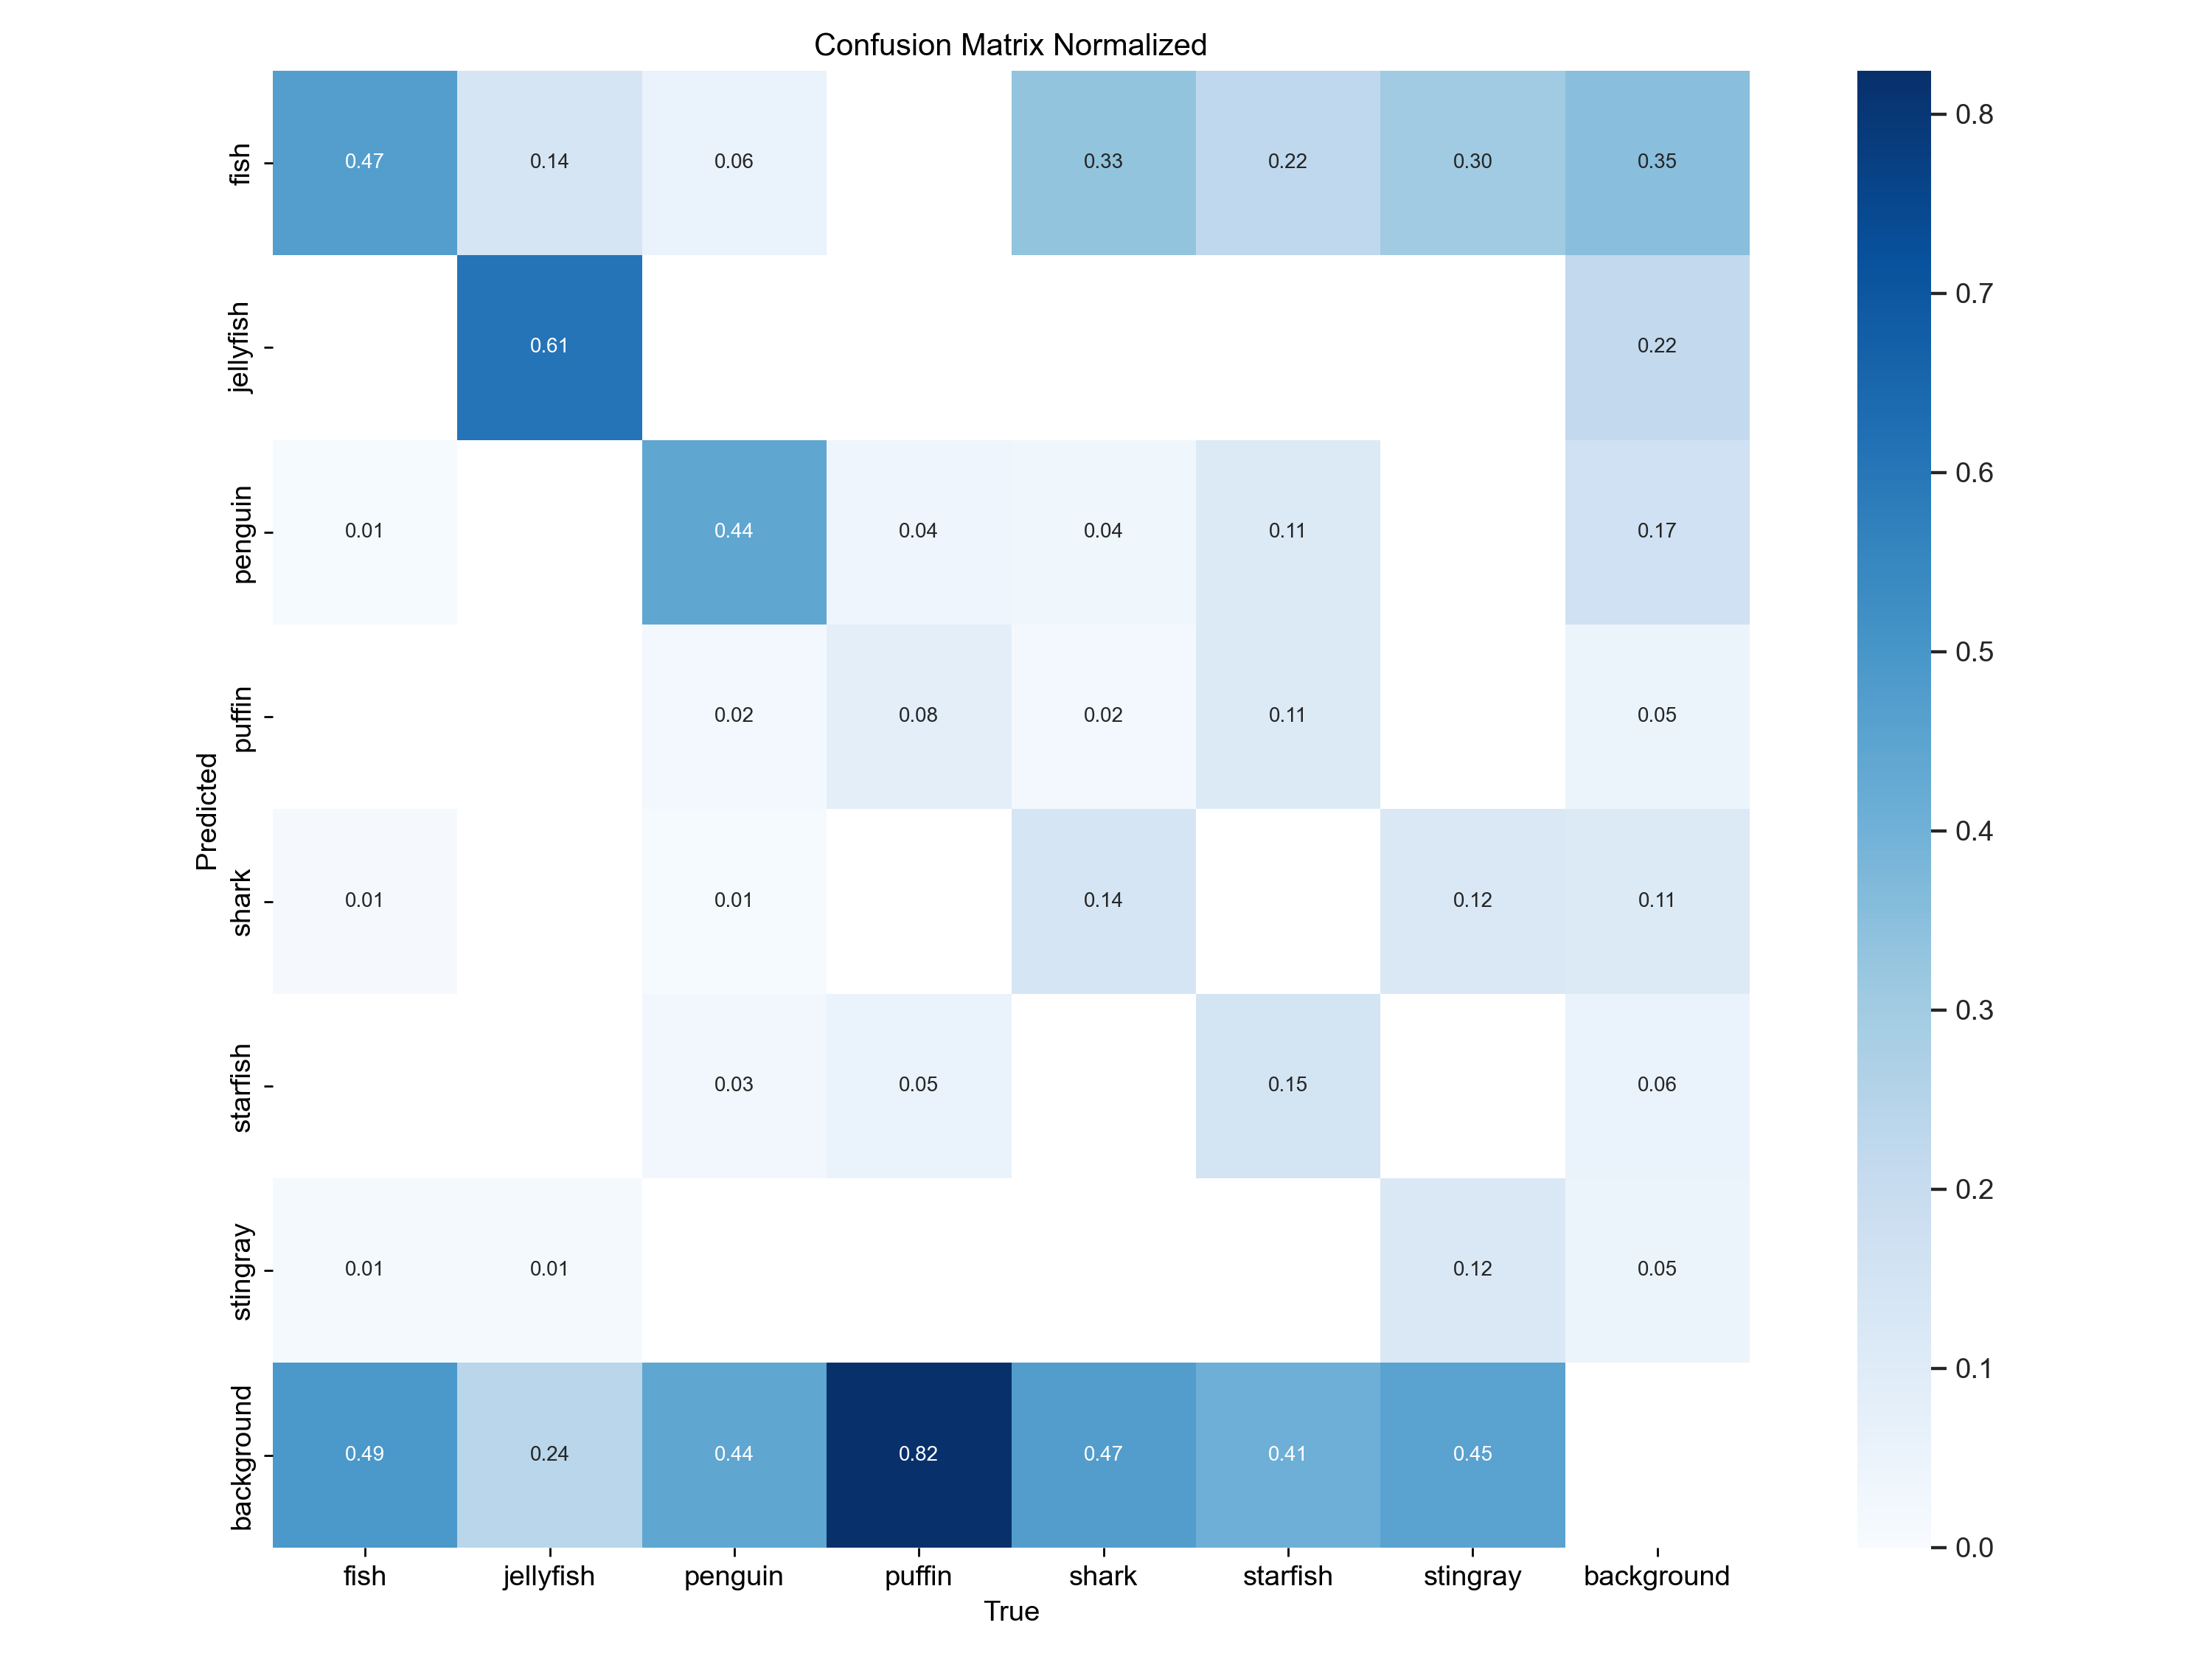 Confusion Matrix Normalized
fish 0.47 0.14 0.06 0.33 0.22 0.30 0.35
jellyfish 0.61 0.22
penguin 0.01 0.44 0.04 0.04 0.11 0.17
puffin 0.02 0.08 0.02 0.11 0.05
shark 0.01 0.01 0.14 0.12 0.11
starfish 0.03 0.05 0.15 0.06
stingray 0.01 0.01 0.12 0.05
background 0.49 0.24 0.44 0.82 0.47 0.41 0.45
Predicted
fish jellyfish penguin puffin shark starfish stingray background
True
0.8
0.7
0.6
0.5
0.4
0.3
0.2
0.1
0.0